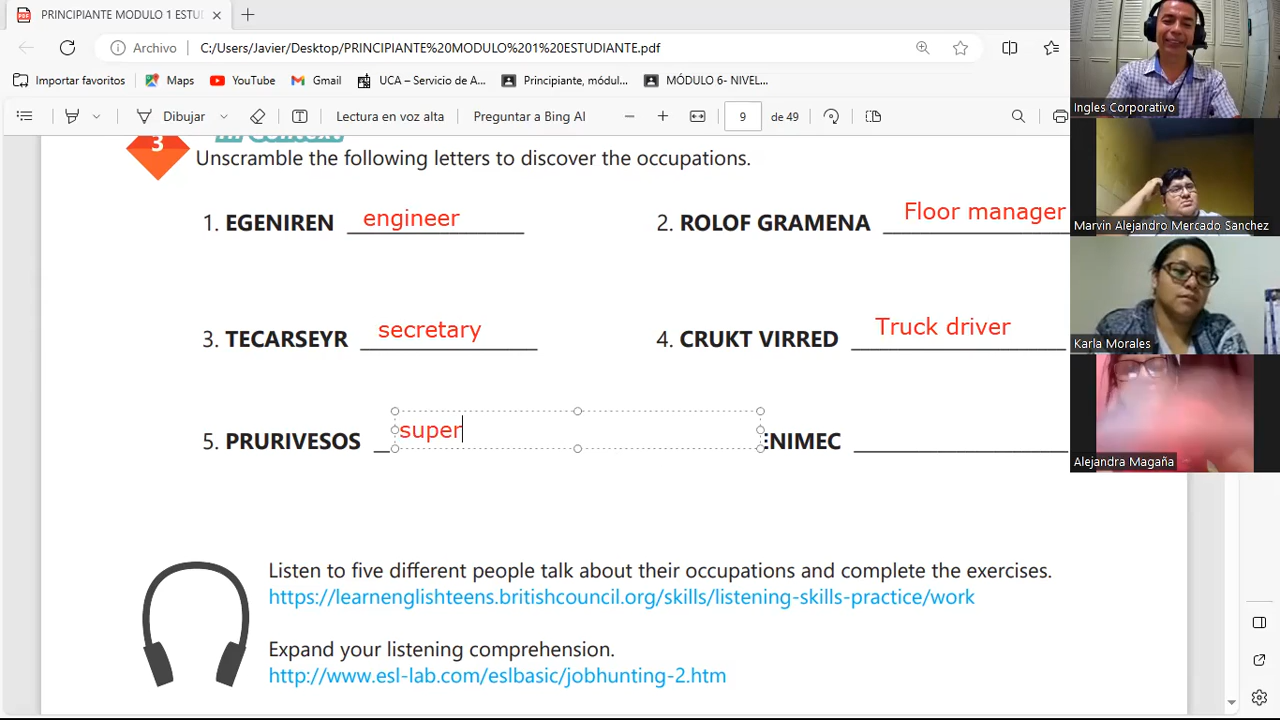 PRINCIPIANTE MODULO 1 ESTUD
Archivo C:/Users/Javier/Desktop/PRINCIPIANTE%20MODULO%201%20ESTUDIANTE.pdf
Importar favoritos Maps YouTube Gmail UCA – Servicio de A... Principiante, módul... MÓDULO 6- NIVEL...
Dibujar Lectura en voz alta Preguntar a Bing AI 9 de 49
3
Unscramble the following letters to discover the occupations.
1. EGENIREN engineer
2. ROLOF GRAMENA Floor manager
3. TECARSEYR secretary
4. CRUKT VIRRED Truck driver
5. PRURIVESOS super
ENIMEC
Listen to five different people talk about their occupations and complete the exercises.
https://learnenglishteens.britishcouncil.org/skills/listening-skills-practice/work
Expand your listening comprehension.
http://www.esl-lab.com/eslbasic/jobhunting-2.htm
Ingles Corporativo
Marvin Alejandro Mercado Sanchez
Karla Morales
Alejandra Magaña